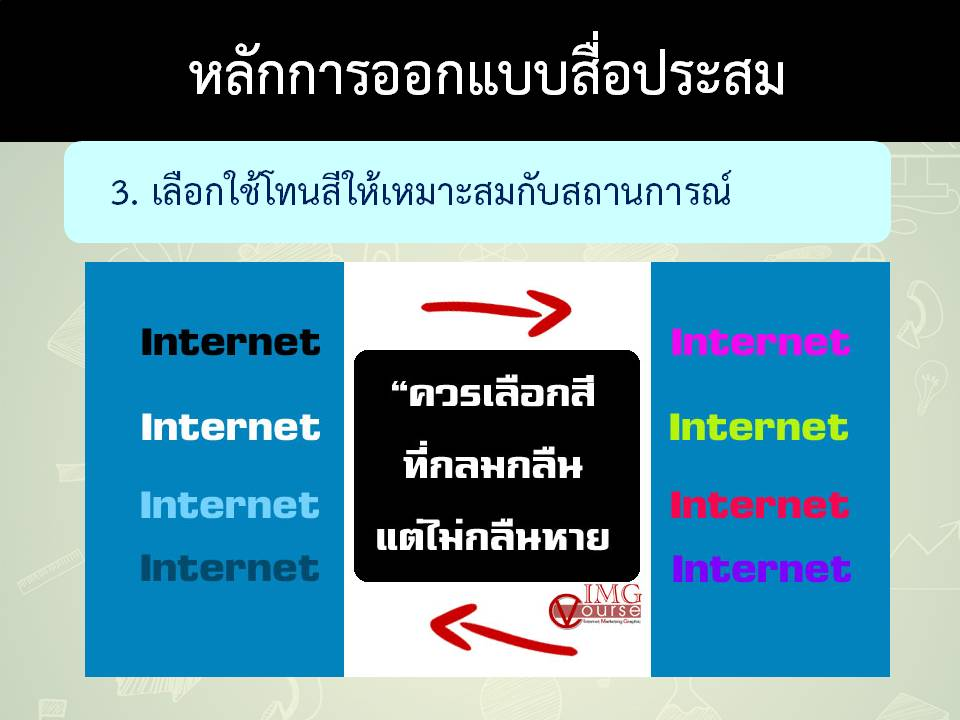 หลักการออกแบบสื่อประสม
3. เลือกใช้โทนสีให้เหมาะสมกับสถานการณ์
Internet
Internet
Internet
Internet
“ควรเลือกสี
ที่กลมกลืน
แต่ไม่กลืนหาย
IMG
Course
Internet Marketing Graphic
Internet
Internet
Internet
Internet